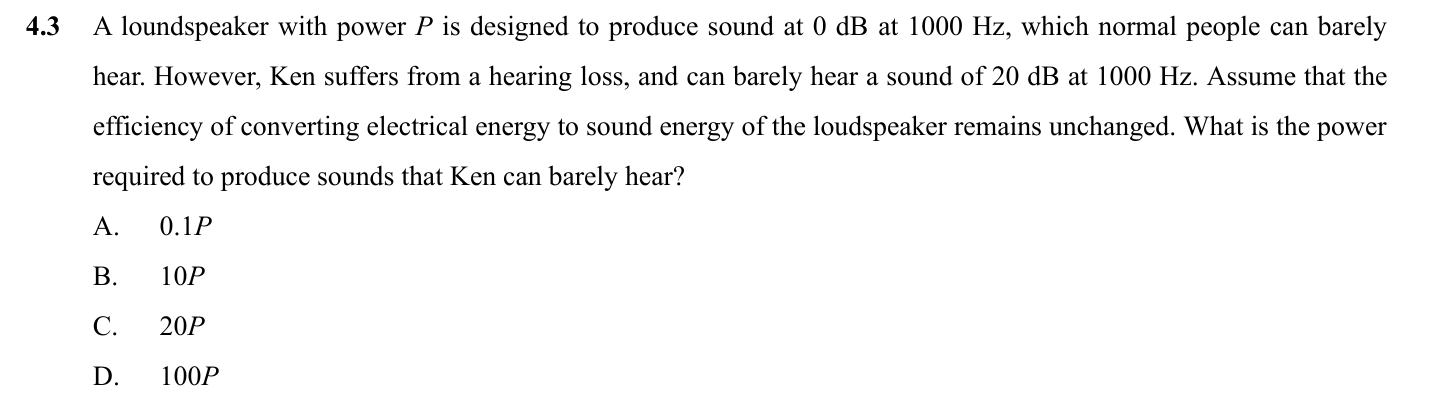 4.3 A loundspeaker with power P is designed to produce sound at 0 dB at 1000 Hz, which normal people can barely
hear. However, Ken suffers from a hearing loss, and can barely hear a sound of 20 dB at 1000 Hz. Assume that the
efficiency of converting electrical energy to sound energy of the loudspeaker remains unchanged. What is the power
required to produce sounds that Ken can barely hear?
A. 0.1P
B. 10P
C. 20P
D. 100P